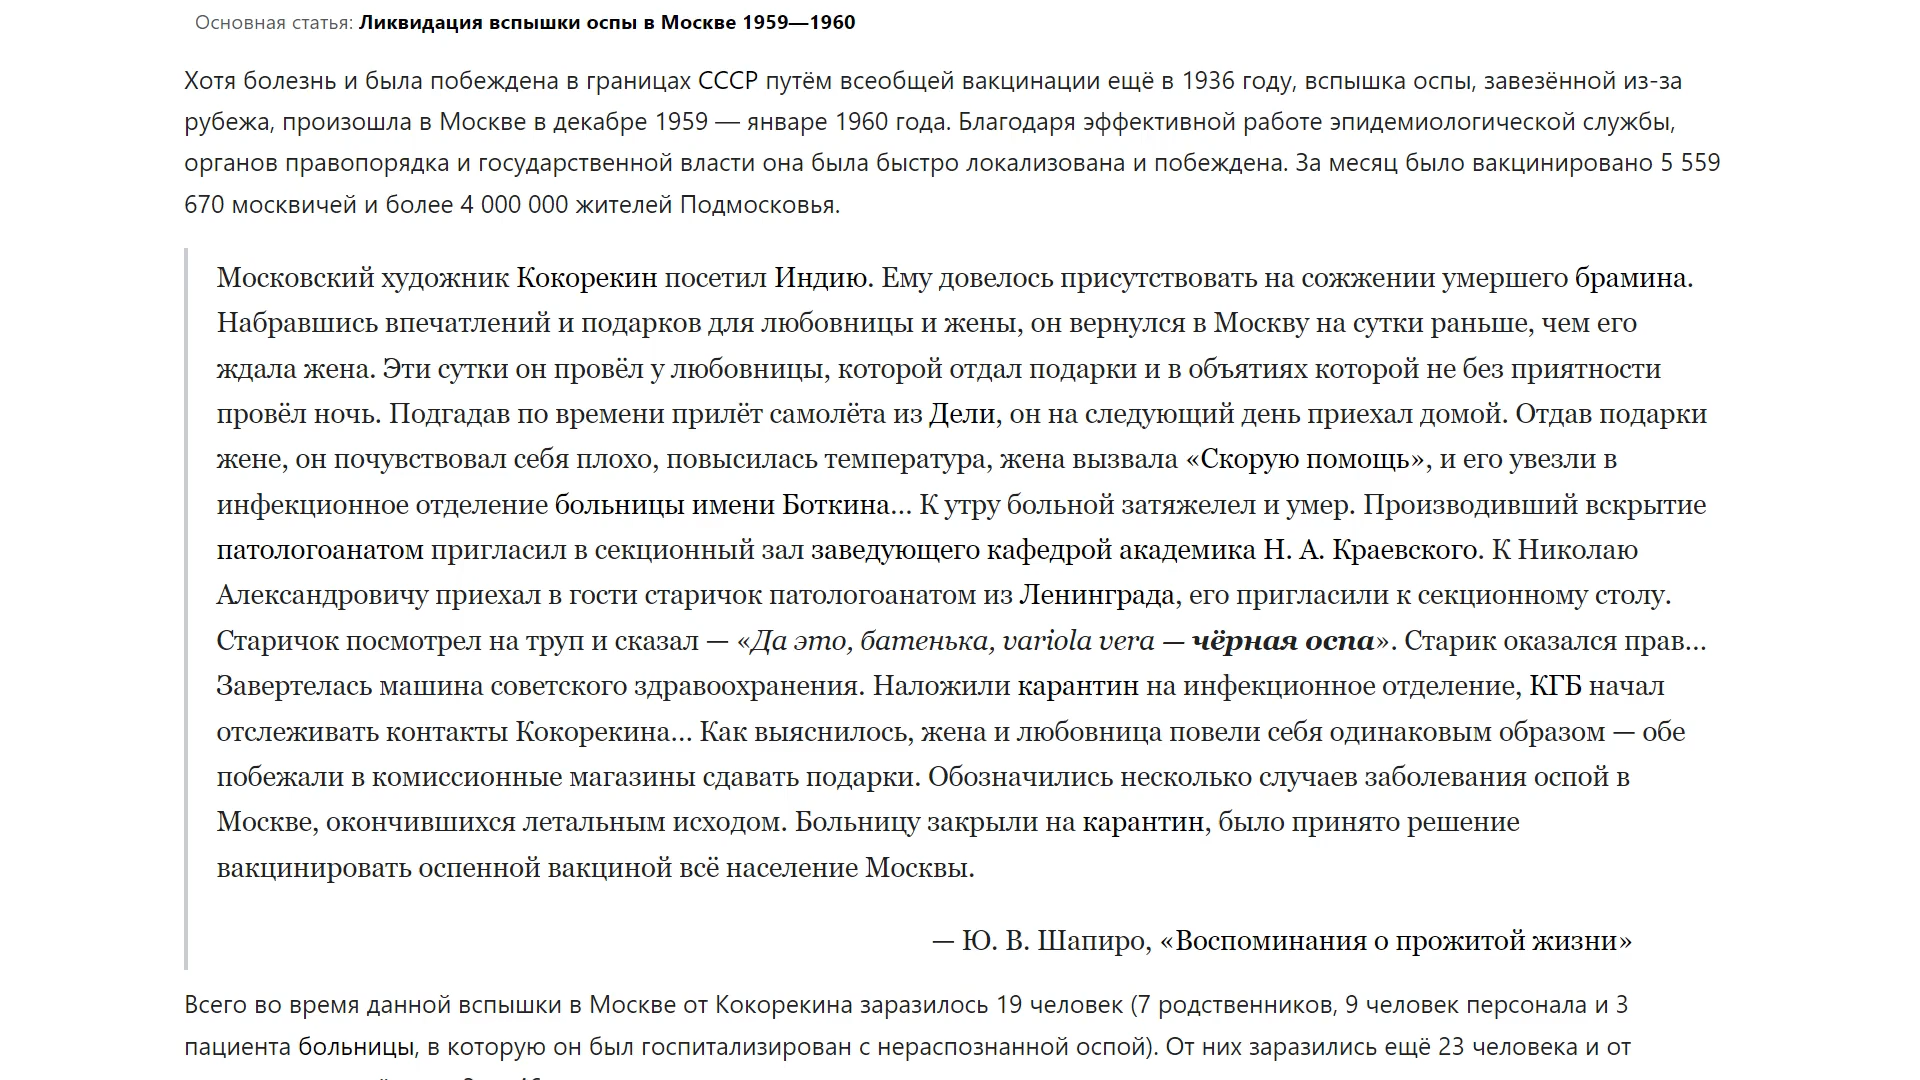 Основная статья: Ликвидация вспышки оспы в Москве 1959—1960
Хотя болезнь и была побеждена в границах СССР путём всеобщей вакцинации ещё в 1936 году, вспышка оспы, завезённой из-за
рубежа, произошла в Москве в декабре 1959 — январе 1960 года. Благодаря эффективной работе эпидемиологической службы,
органов правопорядка и государственной власти она была быстро локализована и побеждена. За месяц было вакцинировано 5 559
670 москвичей и более 4 000 000 жителей Подмосковья.
Московский художник Кокорекин посетил Индию. Ему довелось присутствовать на сожжении умершего брамина.
Набравшись впечатлений и подарков для любовницы и жены, он вернулся в Москву на сутки раньше, чем его
ждала жена. Эти сутки он провёл у любовницы, которой отдал подарки и в объятиях которой не без приятности
провёл ночь. Подгадав по времени прилёт самолёта из Дели, он на следующий день приехал домой. Отдав подарки
жене, он почувствовал себя плохо, повысилась температура, жена вызвала «Скорую помощь», и его увезли в
инфекционное отделение больницы имени Боткина… К утру больной затяжелел и умер. Производивший вскрытие
патологоанатом пригласил в секционный зал заведующего кафедрой академика Н. А. Краевского. К Николаю
Александровичу приехал в гости старичок патологоанатом из Ленинграда, его пригласили к секционному столу.
Старичок посмотрел на труп и сказал — «Да это, батенька, variola vera — чёрная оспа». Старик оказался прав…
Завертелась машина советского здравоохранения. Наложили карантин на инфекционное отделение, КГБ начал
отслеживать контакты Кокорекина… Как выяснилось, жена и любовница повели себя одинаковым образом — обе
побежали в комиссионные магазины сдавать подарки. Обозначились несколько случаев заболевания оспой в
Москве, окончившихся летальным исходом. Больницу закрыли на карантин, было принято решение
вакцинировать оспенной вакциной всё население Москвы.
— Ю. В. Шапиро, «Воспоминания о прожитой жизни»
Всего во время данной вспышки в Москве от Кокорекина заразилось 19 человек (7 родственников, 9 человек персонала и 3
пациента больницы, в которую он был госпитализирован с нераспознанной оспой). От них заразились ещё 23 человека и от